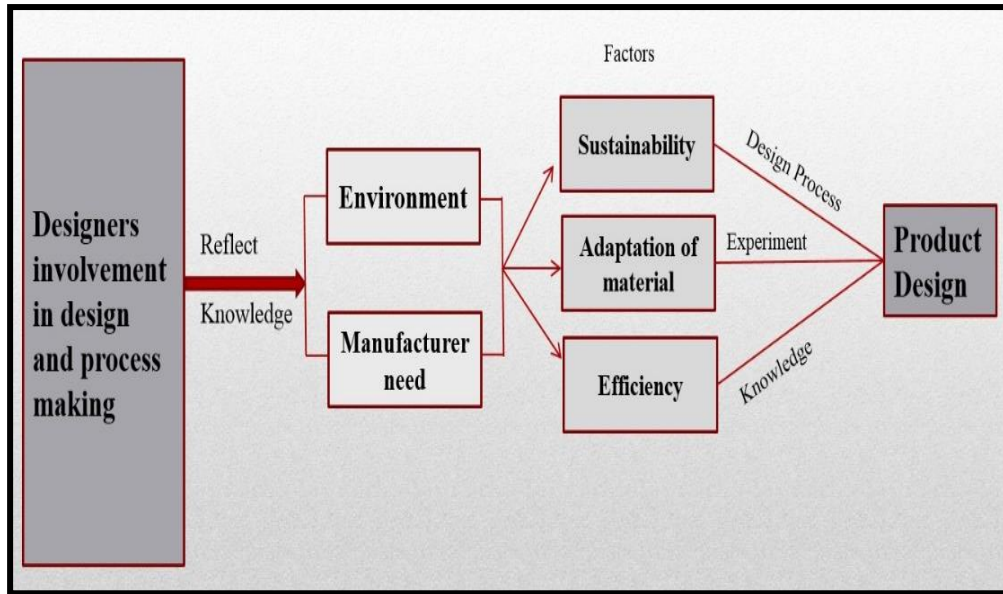 Designers
involvement
in design
and process
making
Reflect
Knowledge
Environment
Manufacturer
need
Factors
Sustainability
Adaptation of
material
Efficiency
Design Process
Experiment
Knowledge
Product
Design